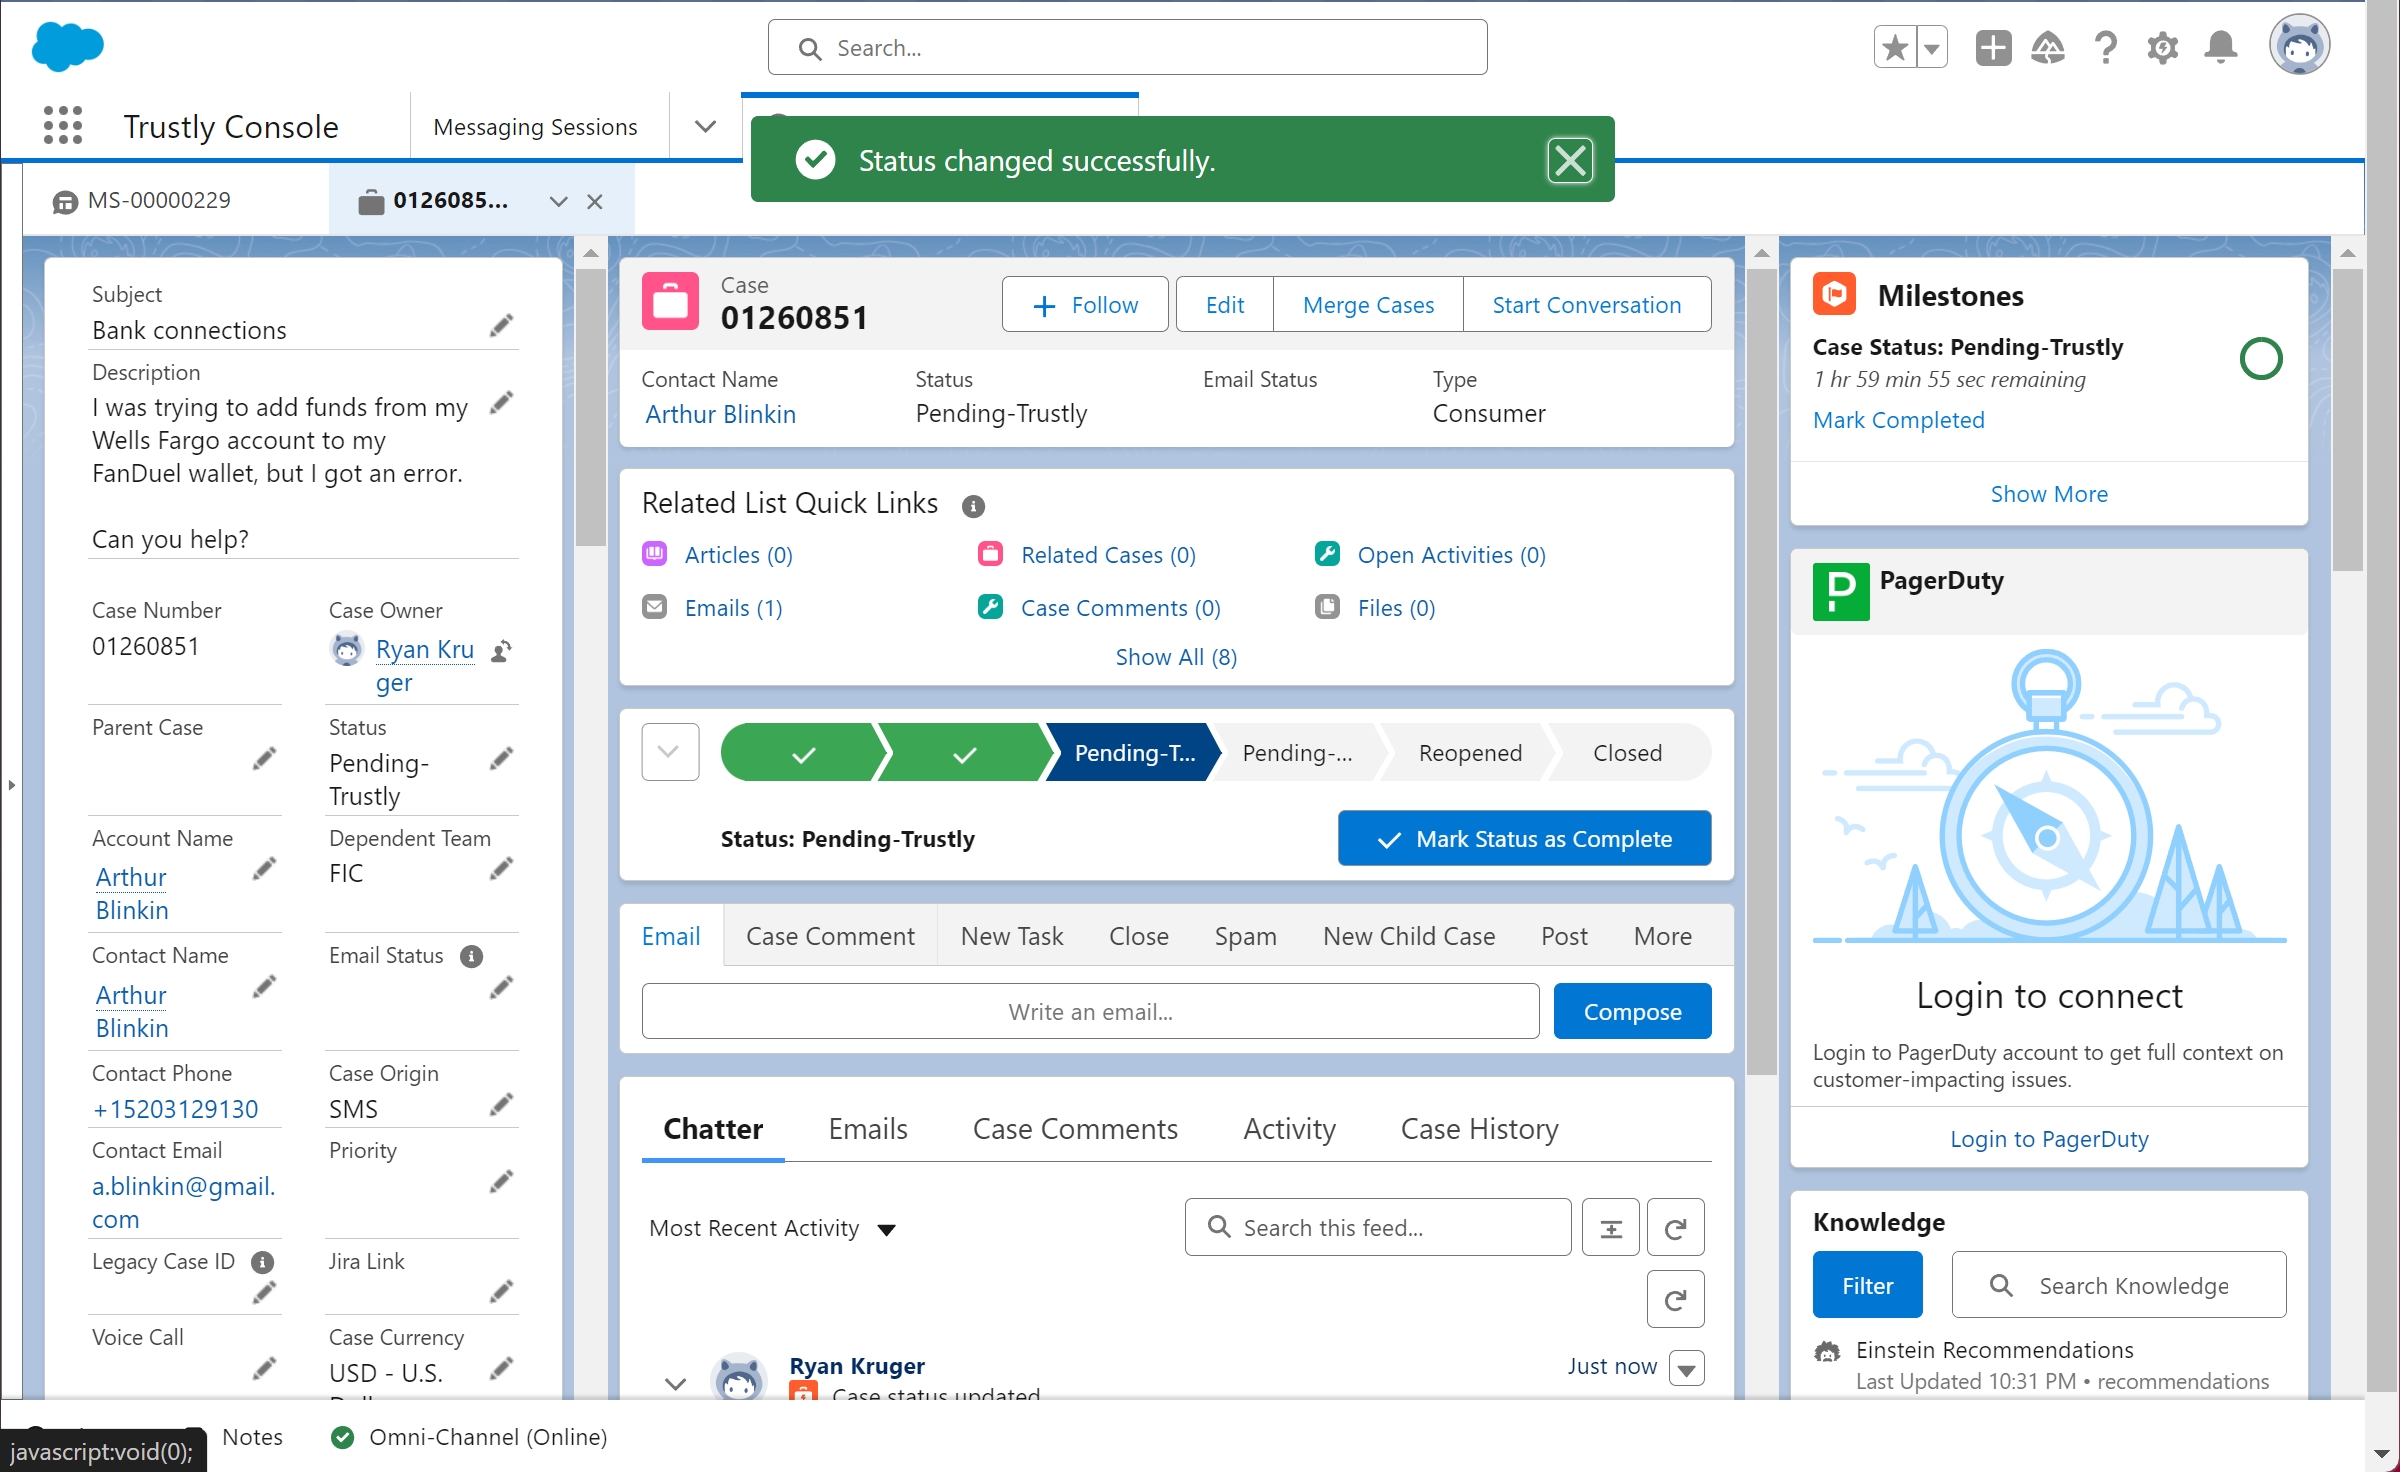 Search...
Trustly Console
Messaging Sessions
Status changed successfully.
MS-00000229
0126085...
Subject
Bank connections
Description
I was trying to add funds from my
Wells Fargo account to my
FanDuel wallet, but I got an error.
Can you help?
Case Number
01260851
Case Owner
Ryan Kru
ger
Parent Case
Status
Pending-
Trustly
Account Name
Arthur
Blinkin
Dependent Team
FIC
Contact Name
Arthur
Blinkin
Email Status
Contact Phone
+15203129130
Case Origin
SMS
Contact Email
a.blinkin@gmail.
com
Priority
Legacy Case ID
Jira Link
Voice Call
Case Currency
USD - U.S.
Case
01260851
Follow
Edit
Merge Cases
Start Conversation
Contact Name
Arthur Blinkin
Status
Pending-Trustly
Email Status
Type
Consumer
Related List Quick Links
Articles (0)
Related Cases (0)
Open Activities (0)
Emails (1)
Case Comments (0)
Files (0)
Show All (8)
Pending-T...
Pending-...
Reopened
Closed
Status: Pending-Trustly
Mark Status as Complete
Email
Case Comment
New Task
Close
Spam
New Child Case
Post
More
Write an email...
Compose
Chatter
Emails
Case Comments
Activity
Case History
Most Recent Activity
Search this feed...
Ryan Kruger
Just now
Case status updated
Milestones
Case Status: Pending-Trustly
1 hr 59 min 55 sec remaining
Mark Completed
Show More
P
PagerDuty
Login to connect
Login to PagerDuty account to get full context on
customer-impacting issues.
Login to PagerDuty
Knowledge
Filter
Search Knowledge
Einstein Recommendations
Last Updated 10:31 PM • recommendations
javascript:void(0);
Notes
Omni-Channel (Online)